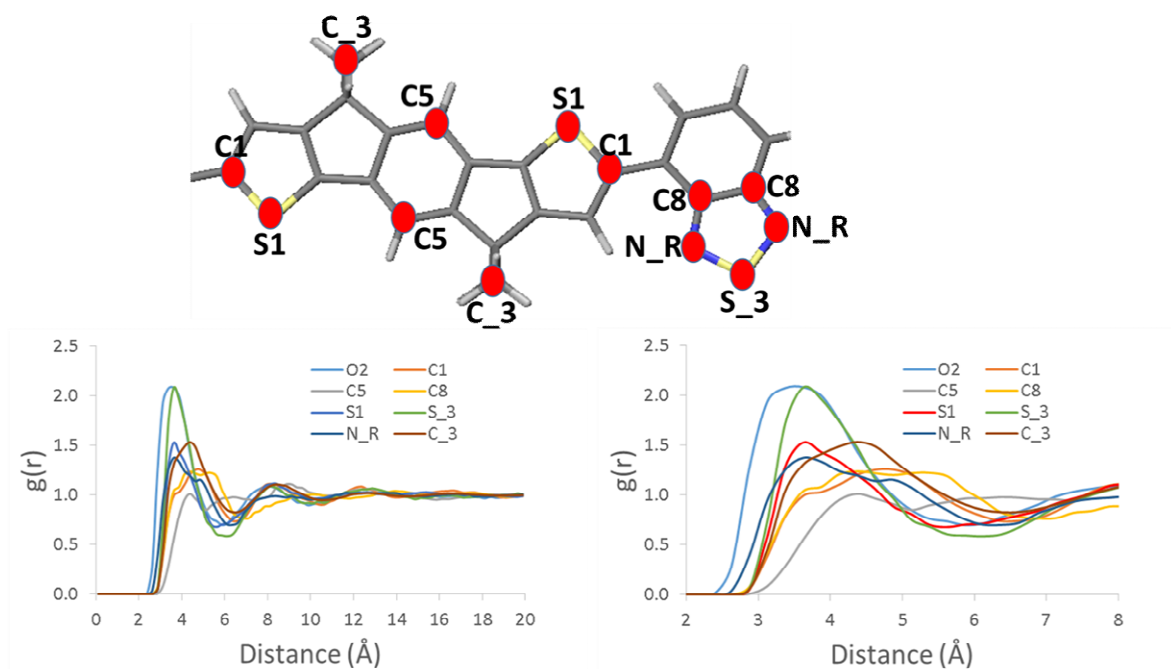 C_3
C5
S1
C1
C1
C8
C8
S1
C5
N_R
N_R
C_3
S_3
2.5
2.0
1.5
1.0
0.5
0.0
g(r)
O2 C1
C5 C8
S1 S_3
N_R C_3
0 2 4 6 8 10 12 14 16 18 20
Distance (Å)
2.5
2.0
1.5
1.0
0.5
0.0
g(r)
O2 C1
C5 C8
S1 S_3
N_R C_3
2 3 4 5 6 7 8
Distance (Å)